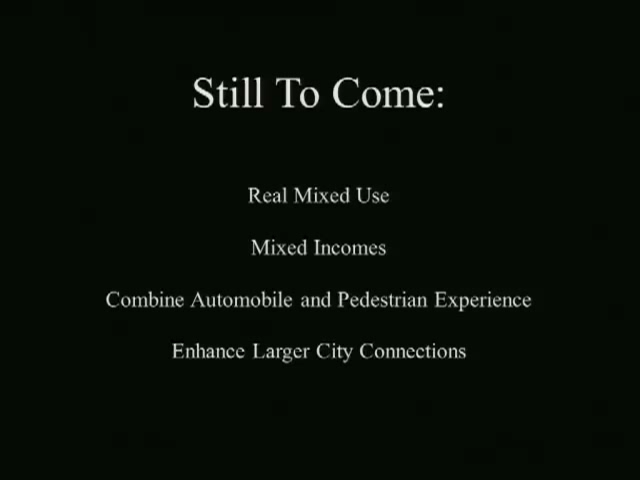 Still To Come:
Real Mixed Use
Mixed Incomes
Combine Automobile and Pedestrian Experience
Enhance Larger City Connections